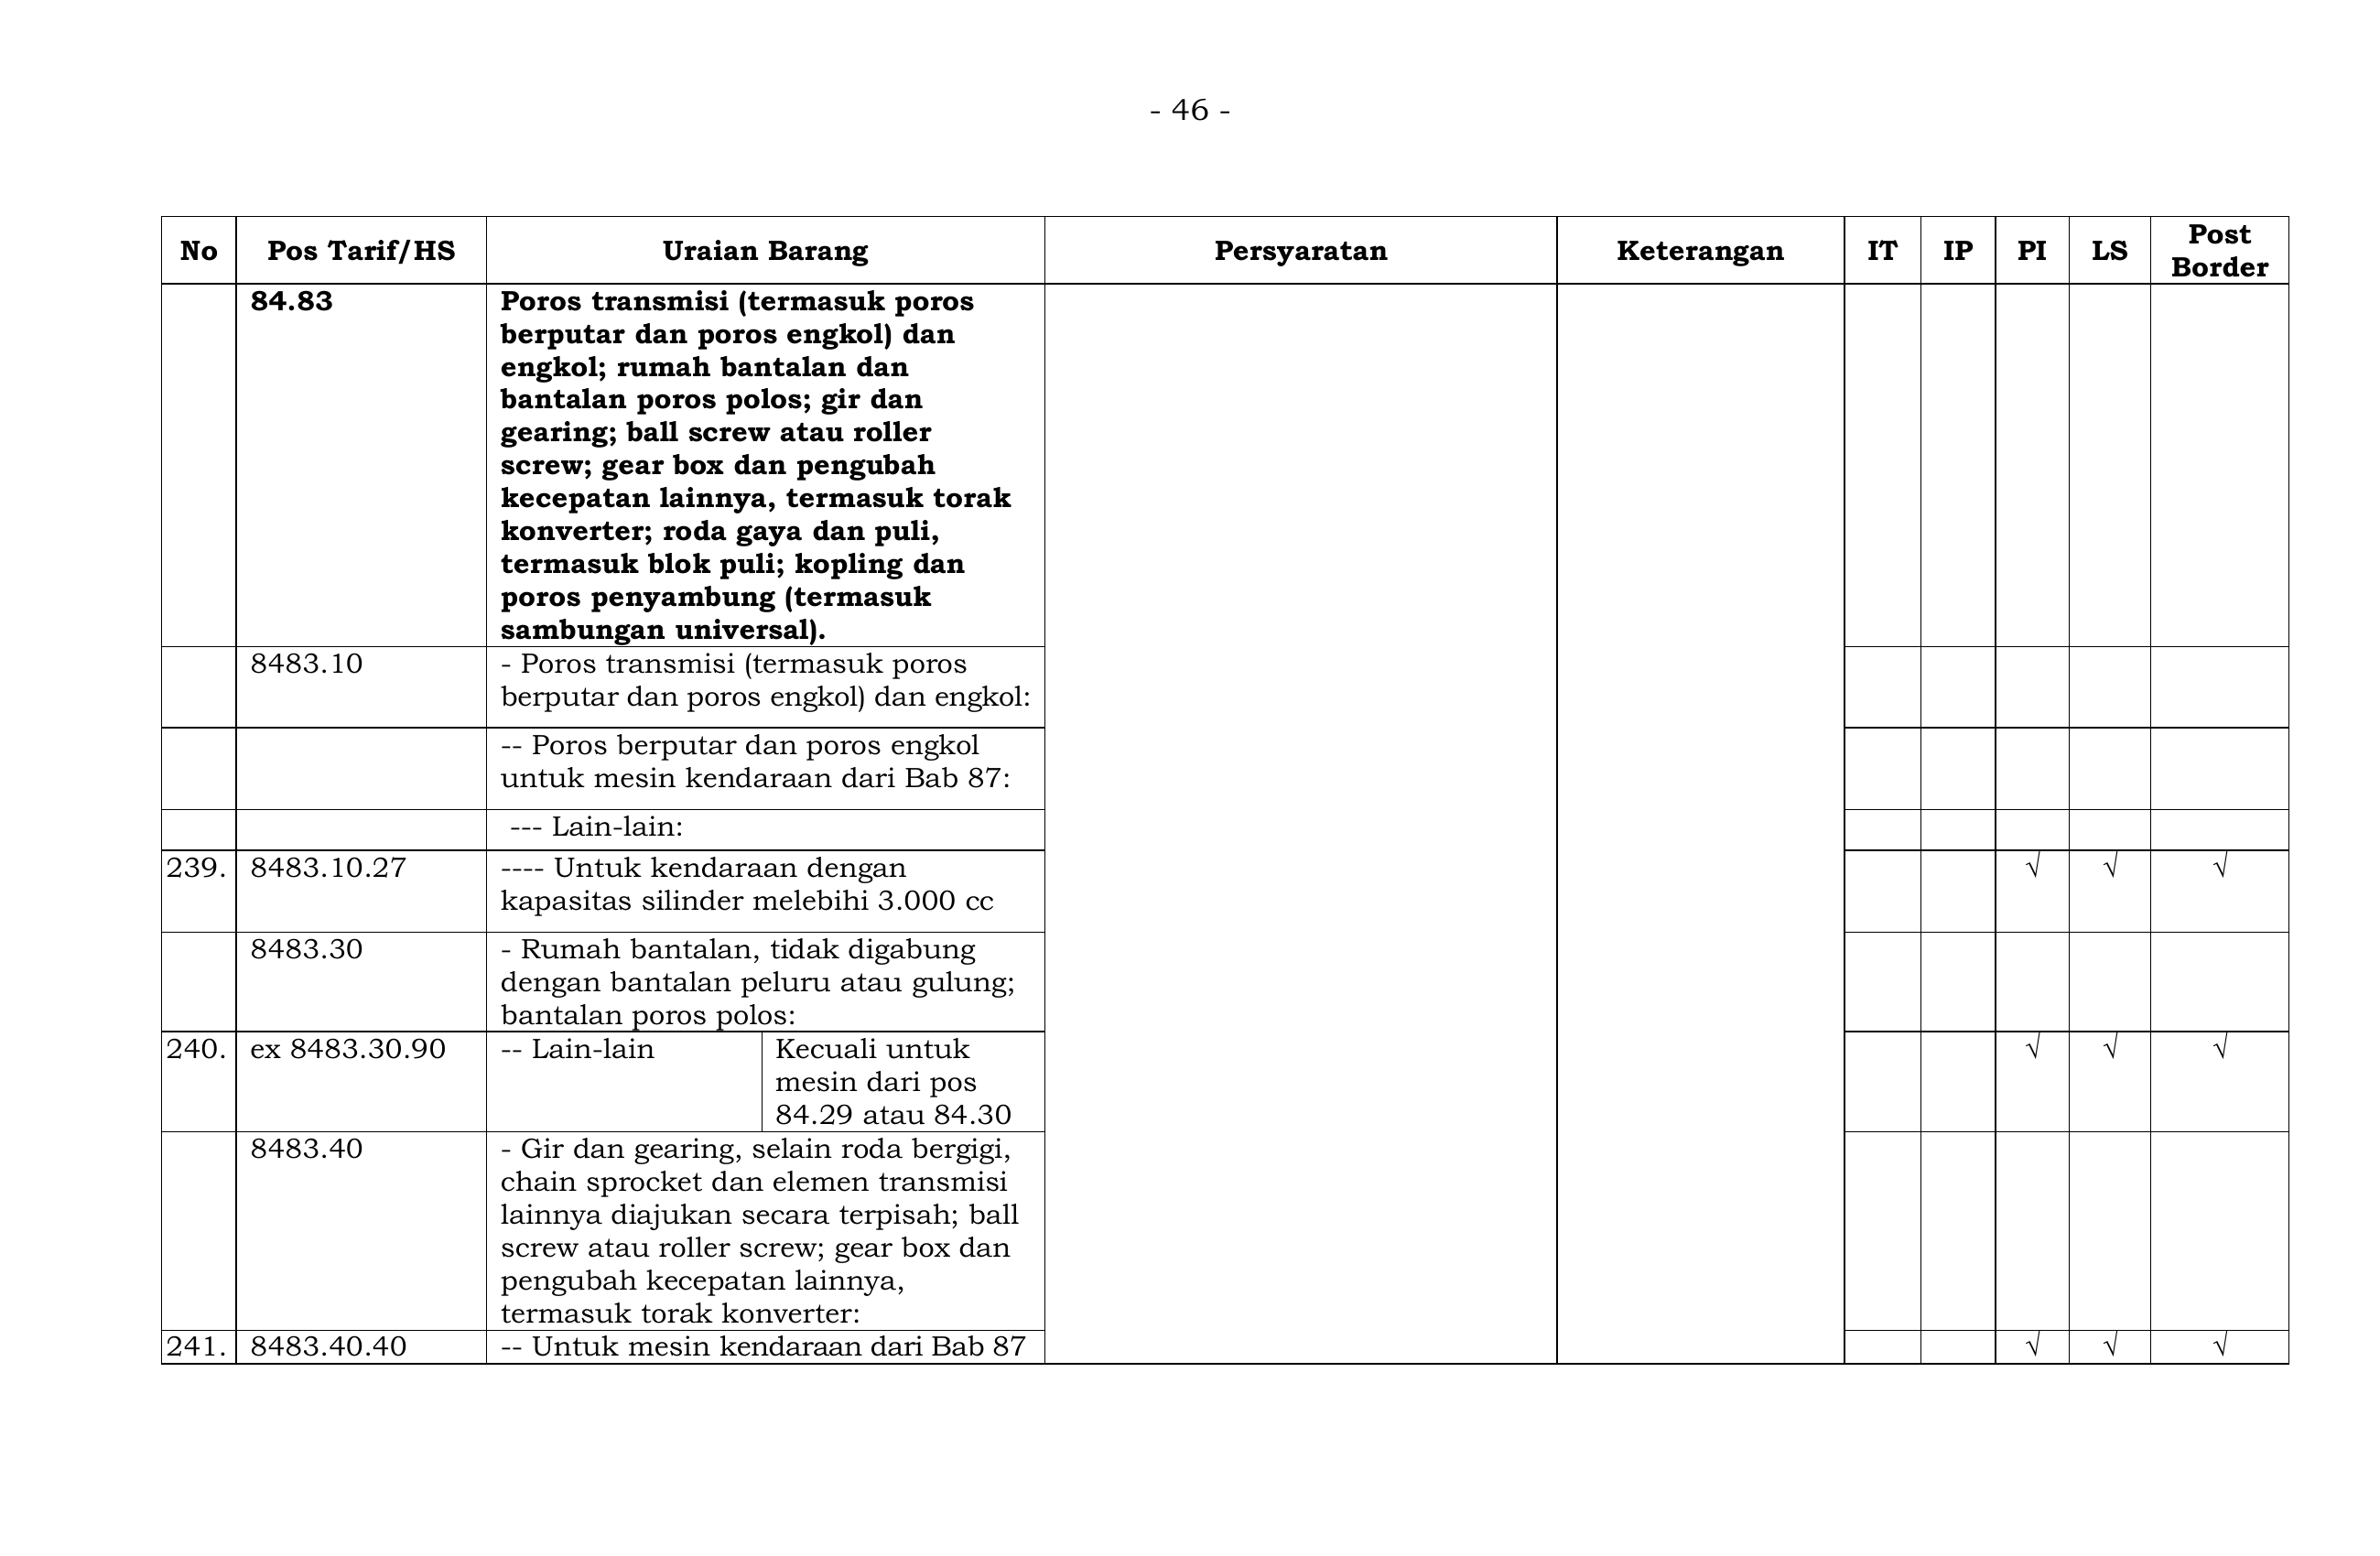 - 46 -
No Pos Tarif/HS Uraian Barang Persyaratan Keterangan IT IP PI LS Post Border
84.83 Poros transmisi (termasuk poros
berputar dan poros engkol) dan
engkol; rumah bantalan dan
bantalan poros polos; gir dan
gearing; ball screw atau roller
screw; gear box dan pengubah
kecepatan lainnya, termasuk torak
konverter; roda gaya dan puli,
termasuk blok puli; kopling dan
poros penyambung (termasuk
sambungan universal).
8483.10 - Poros transmisi (termasuk poros
berputar dan poros engkol) dan engkol:
-- Poros berputar dan poros engkol
untuk mesin kendaraan dari Bab 87:
--- Lain-lain:
239. 8483.10.27 ---- Untuk kendaraan dengan √ √ √
kapasitas silinder melebihi 3.000 cc
8483.30 - Rumah bantalan, tidak digabung
dengan bantalan peluru atau gulung;
bantalan poros polos:
240. ex 8483.30.90 -- Lain-lain Kecuali untuk √ √ √
mesin dari pos
84.29 atau 84.30
8483.40 - Gir dan gearing, selain roda bergigi,
chain sprocket dan elemen transmisi
lainnya diajukan secara terpisah; ball
screw atau roller screw; gear box dan
pengubah kecepatan lainnya,
termasuk torak konverter:
241. 8483.40.40 -- Untuk mesin kendaraan dari Bab 87 √ √ √